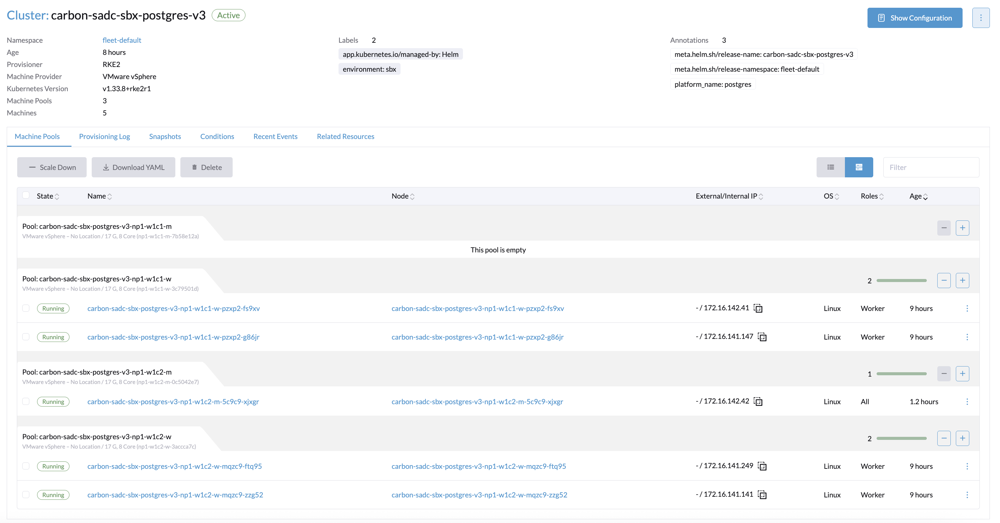 Cluster: carbon-sadc-sbx-postgres-v3 Active
Show Configuration
Namespace fleet-default
Age 8 hours
Provisioner RKE2
Machine Provider VMware vSphere
Kubernetes Version v1.33.8+rke2r1
Machine Pools 3
Machines 5
Labels 2
app.kubernetes.io/managed-by: Helm
environment: sbx
Annotations 3
meta.helm.sh/release-name: carbon-sadc-sbx-postgres-v3
meta.helm.sh/release-namespace: fleet-default
platform_name: postgres
Machine Pools Provisioning Log Snapshots Conditions Recent Events Related Resources
Scale Down Download YAML Delete Filter
State Name Node External/Internal IP OS Roles Age
Pool: carbon-sadc-sbx-postgres-v3-np1-w1c1-m
VMware vSphere – No Location / 17 G, 8 Core (np1-w1c1-m-7b58e12a)
This pool is empty
Pool: carbon-sadc-sbx-postgres-v3-np1-w1c1-w
VMware vSphere – No Location / 17 G, 8 Core (np1-w1c1-w-3c79501d)
2
Running carbon-sadc-sbx-postgres-v3-np1-w1c1-w-pzxp2-fs9xv carbon-sadc-sbx-postgres-v3-np1-w1c1-w-pzxp2-fs9xv - / 172.16.142.41 Linux Worker 9 hours
Running carbon-sadc-sbx-postgres-v3-np1-w1c1-w-pzxp2-g86jr carbon-sadc-sbx-postgres-v3-np1-w1c1-w-pzxp2-g86jr - / 172.16.141.147 Linux Worker 9 hours
Pool: carbon-sadc-sbx-postgres-v3-np1-w1c2-m
VMware vSphere – No Location / 17 G, 8 Core (np1-w1c2-m-0c5042e7)
1
Running carbon-sadc-sbx-postgres-v3-np1-w1c2-m-5c9c9-xjxgr carbon-sadc-sbx-postgres-v3-np1-w1c2-m-5c9c9-xjxgr - / 172.16.142.42 Linux All 1.2 hours
Pool: carbon-sadc-sbx-postgres-v3-np1-w1c2-w
VMware vSphere – No Location / 17 G, 8 Core (np1-w1c2-w-3accca7c)
2
Running carbon-sadc-sbx-postgres-v3-np1-w1c2-w-mqzc9-ftq95 carbon-sadc-sbx-postgres-v3-np1-w1c2-w-mqzc9-ftq95 - / 172.16.141.249 Linux Worker 9 hours
Running carbon-sadc-sbx-postgres-v3-np1-w1c2-w-mqzc9-zzg52 carbon-sadc-sbx-postgres-v3-np1-w1c2-w-mqzc9-zzg52 - / 172.16.141.141 Linux Worker 9 hours